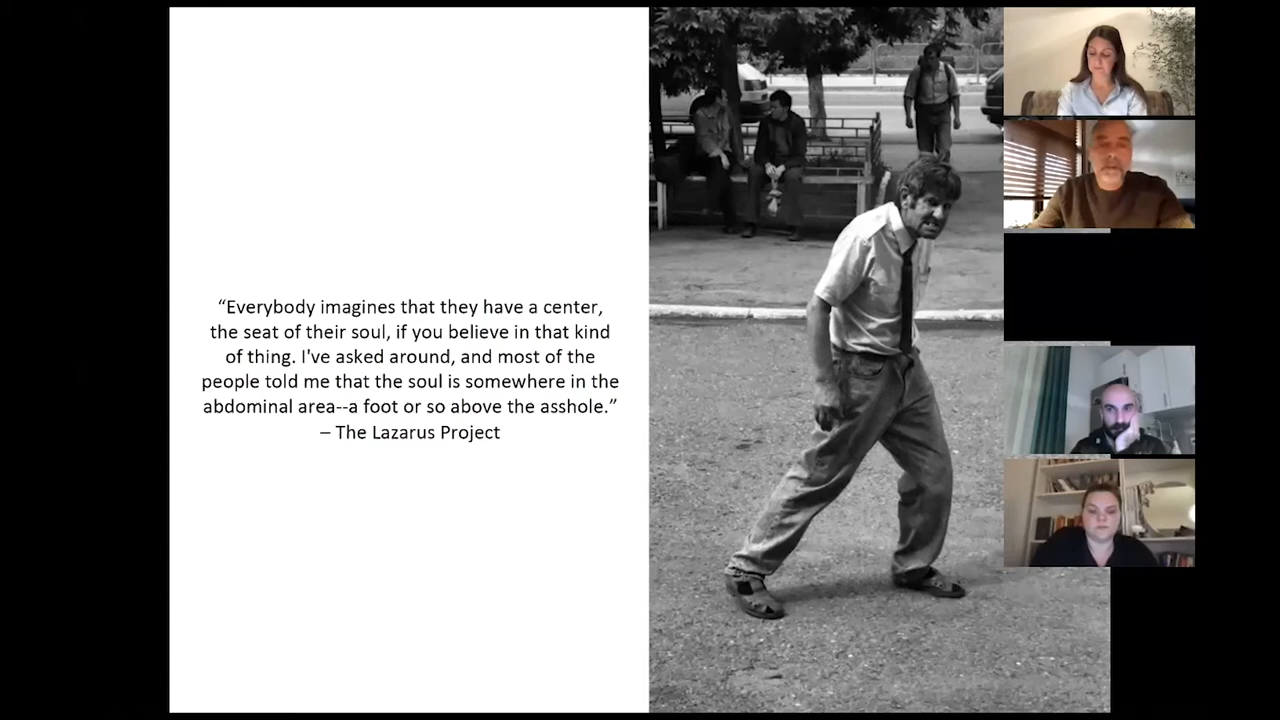 “Everybody imagines that they have a center,
the seat of their soul, if you believe in that kind
of thing. I've asked around, and most of the
people told me that the soul is somewhere in the
abdominal area--a foot or so above the asshole.”
– The Lazarus Project